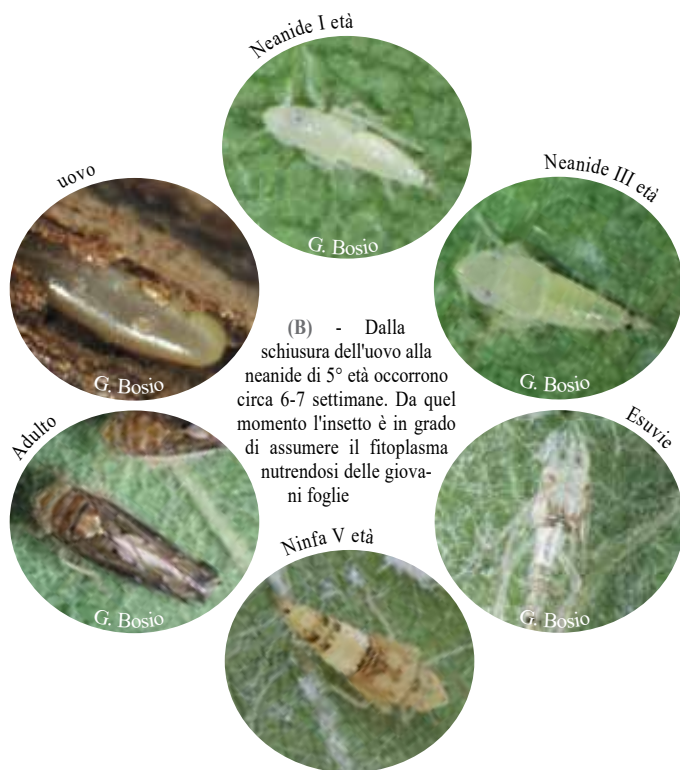 Neanide I età
G. Bosio
Neanide III età
G. Bosio
uovo
G. Bosio
(B) - Dalla
schiusura dell'uovo alla
neanide di 5° età occorrono
circa 6-7 settimane. Da quel
momento l'insetto è in grado
di assumere il fitoplasma
nutrendosi delle giova-
ni foglie
Esuvie
G. Bosio
Adulto
G. Bosio
Ninfa V età